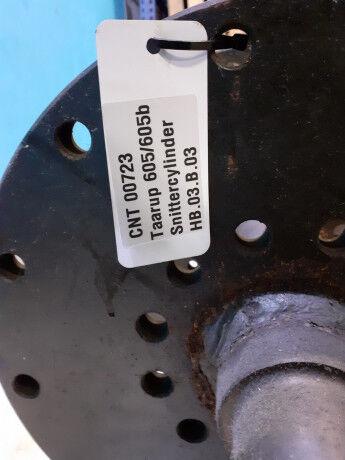 CNT 00723
Taarup 605/605b
Snittercylinder
HB.03.B.03